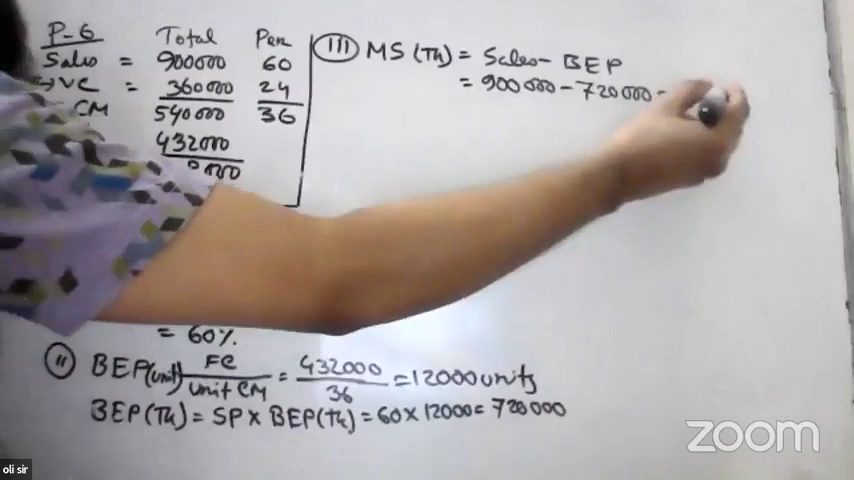 P-6 Total Per
Sales = 900000 60
VC = 360000 24
CM 540000 36
432000
000
= 60%
(II) BEP(unit) FC/unit CM = 432000/36 = 12000 units
BEP(Tk) = SP x BEP(Tk) = 60 x 12000 = 720000
(III) MS (Tk) = Sales - BEP
= 900000 - 720000 =
zoom
oli sir